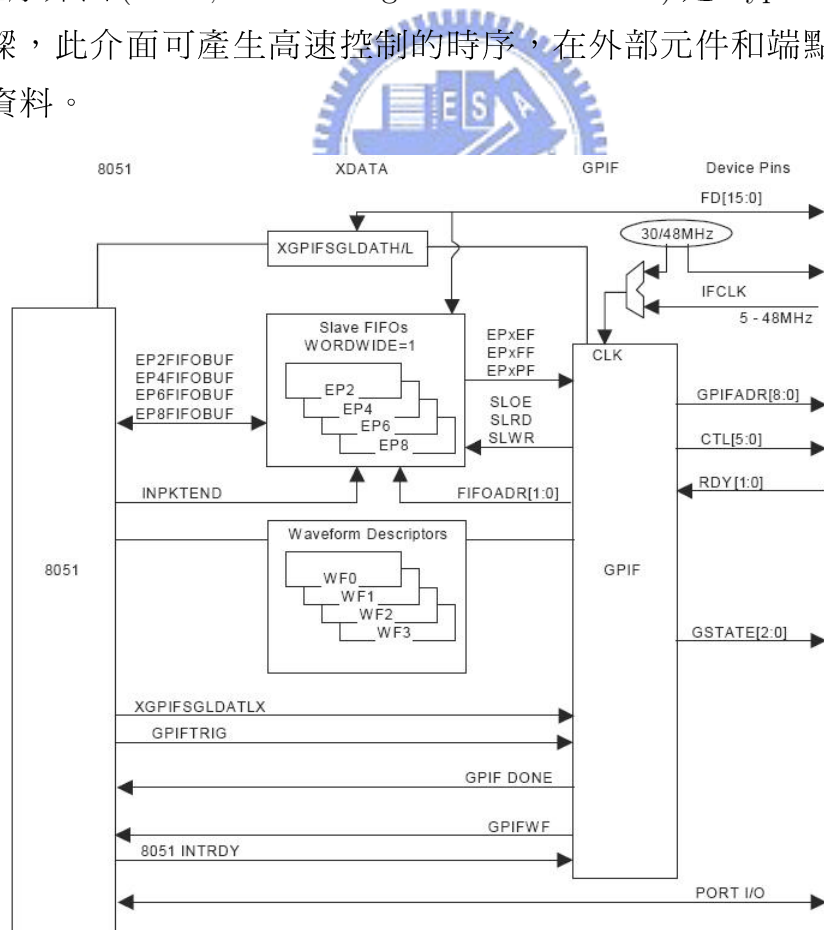 樑，此介面可產生高速控制的時序，在外部元件和端點
資料。
ESA
8051 XDATA GPIF Device Pins
FD[15:0]
XGPIFSGLDATH/L
30/48MHz
IFCLK
5 - 48MHz
Slave FIFOs
WORDWIDE=1
EP2
EP4
EP6
EP8
EP2FIFOBUF
EP4FIFOBUF
EP6FIFOBUF
EP8FIFOBUF
EPxEF
EPxFF
EPxPF
SLOE
SLRD
SLWR
CLK
GPIFADR[8:0]
CTL[5:0]
RDY[1:0]
INPKTEND
FIFOADR[1:0]
Waveform Descriptors
WF0
WF1
WF2
WF3
8051
GPIF
GSTATE[2:0]
XGPIFSGLDATLX
GPIFTRIG
GPIF DONE
GPIFWF
8051 INTRDY
PORT I/O